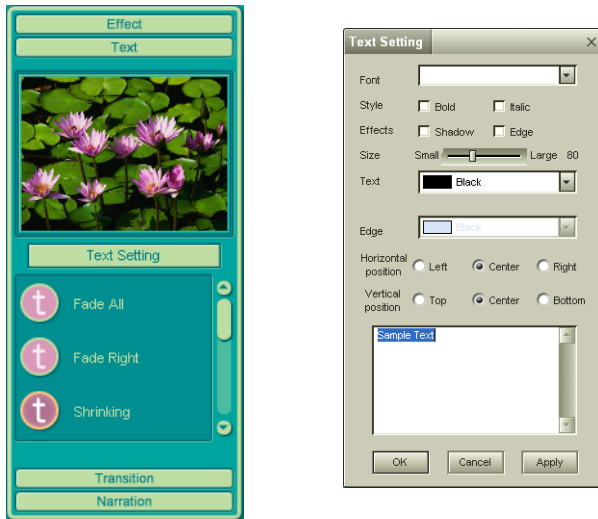 Effect
Text
Text Setting
t Fade All
t Fade Right
t Shrinking
Transition
Narration
Text Setting
Font
Style Bold Italic
Effects Shadow Edge
Size Small Large 80
Text Black
Edge Black
Horizontal position Left Center Right
Vertical position Top Center Bottom
Sample Text
OK Cancel Apply